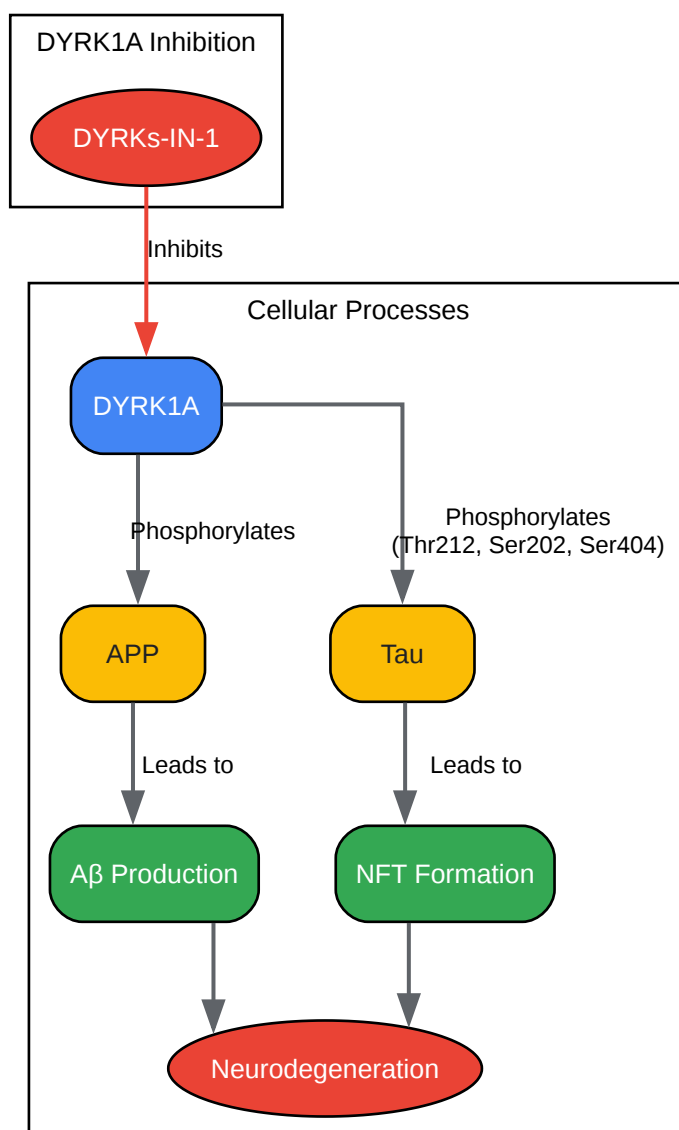 DYRK1A Inhibition
DYRKs-IN-1
Inhibits
Cellular Processes
DYRK1A
Phosphorylates
Phosphorylates
(Thr212, Ser202, Ser404)
APP
Tau
Leads to
Leads to
Aβ Production
NFT Formation
Neurodegeneration